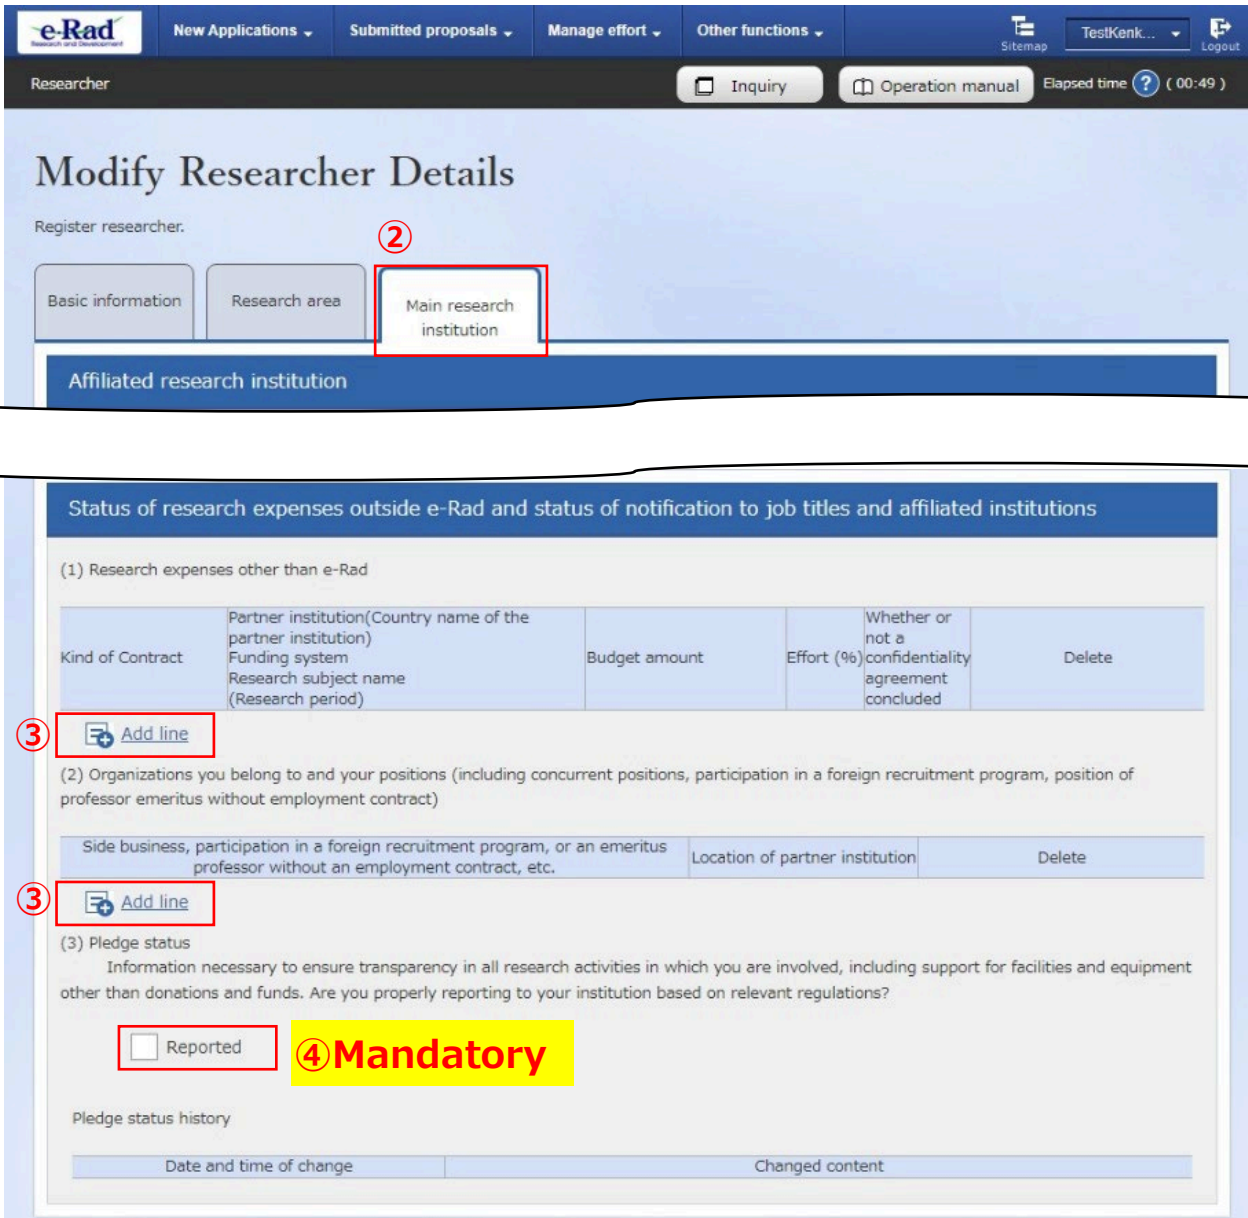 e-Rad
Research and Development
New Applications
Submitted proposals
Manage effort
Other functions
Sitemap
TestKenk...
Logout
Researcher
Inquiry
Operation manual
Elapsed time ? ( 00:49 )
Modify Researcher Details
Register researcher.
②
Basic information
Research area
Main research
institution
Affiliated research institution
Status of research expenses outside e-Rad and status of notification to job titles and affiliated institutions
(1) Research expenses other than e-Rad
Kind of Contract
Partner institution(Country name of the
partner institution)
Funding system
Research subject name
(Research period)
Budget amount
Effort (%)
Whether or
not a
confidentiality
agreement
concluded
Delete
③
Add line
(2) Organizations you belong to and your positions (including concurrent positions, participation in a foreign recruitment program, position of
professor emeritus without employment contract)
Side business, participation in a foreign recruitment program, or an emeritus
professor without an employment contract, etc.
Location of partner institution
Delete
③
Add line
(3) Pledge status
Information necessary to ensure transparency in all research activities in which you are involved, including support for facilities and equipment
other than donations and funds. Are you properly reporting to your institution based on relevant regulations?
Reported
④Mandatory
Pledge status history
Date and time of change
Changed content